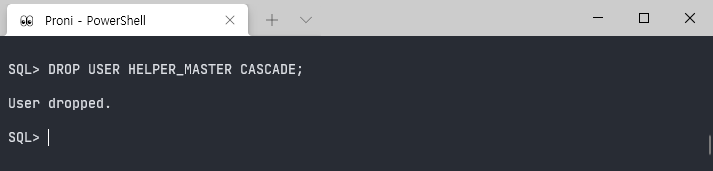 Proni - PowerShell
SQL> DROP USER HELPER_MASTER CASCADE;
User dropped.
SQL>